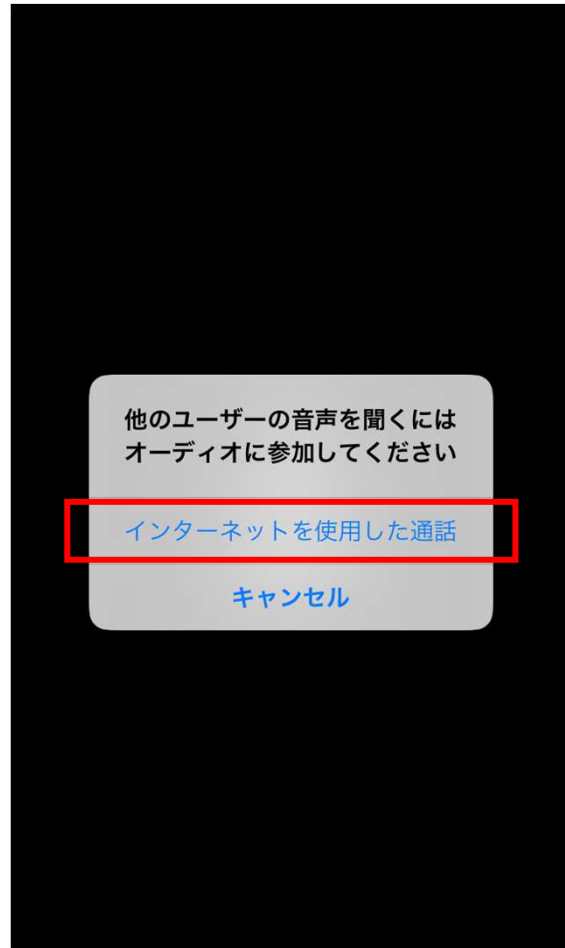 他のユーザーの音声を聞くには
オーディオに参加してください
インターネットを使用した通話
キャンセル